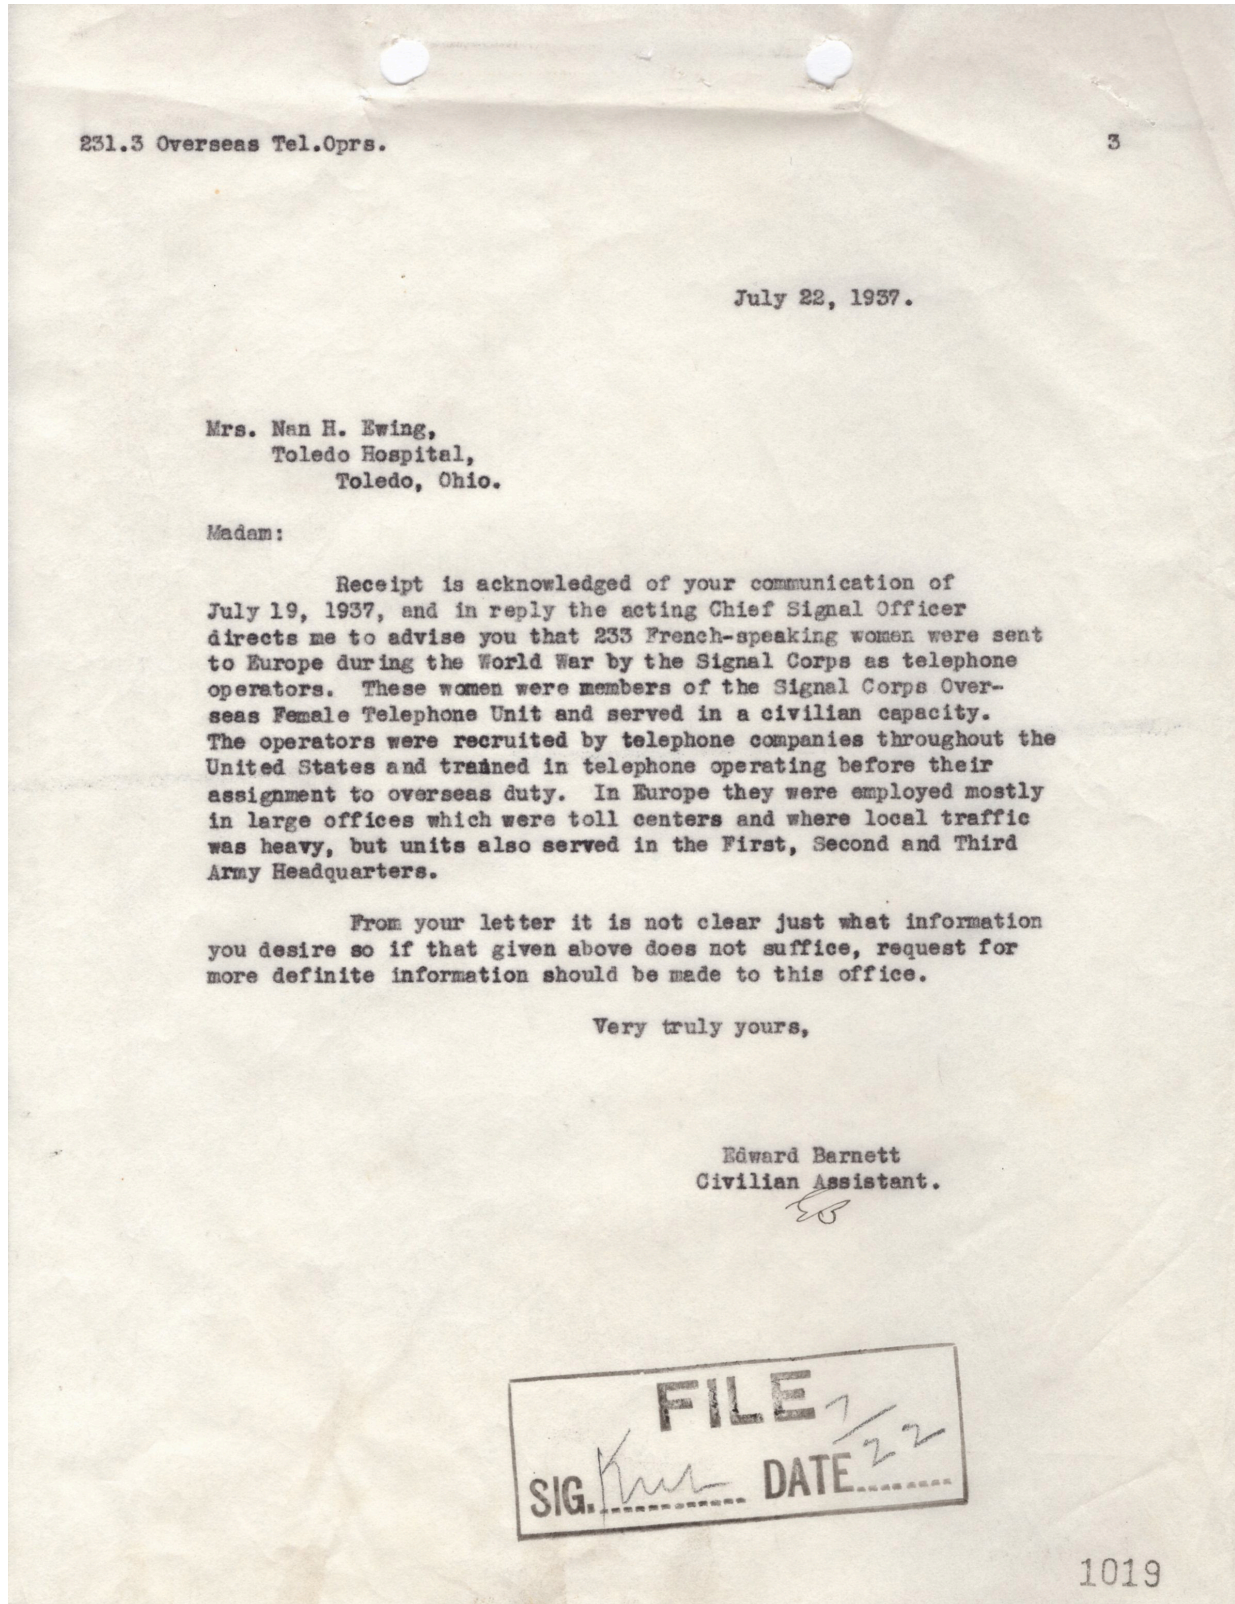 231.3 Overseas Tel.Oprs. 3
July 22, 1937.
Mrs. Nan H. Ewing,
Toledo Hospital,
Toledo, Ohio.
Madam:
Receipt is acknowledged of your communication of
July 19, 1937, and in reply the acting Chief Signal Officer
directs me to advise you that 233 French-speaking women were sent
to Europe during the World War by the Signal Corps as telephone
operators. These women were members of the Signal Corps Over-
seas Female Telephone Unit and served in a civilian capacity.
The operators were recruited by telephone companies throughout the
United States and trained in telephone operating before their
assignment to overseas duty. In Europe they were employed mostly
in large offices which were toll centers and where local traffic
was heavy, but units also served in the First, Second and Third
Army Headquarters.
From your letter it is not clear just what information
you desire so if that given above does not suffice, request for
more definite information should be made to this office.
Very truly yours,
Edward Barnett
Civilian Assistant.
EB
FILE
SIG. DATE 7/22
1019